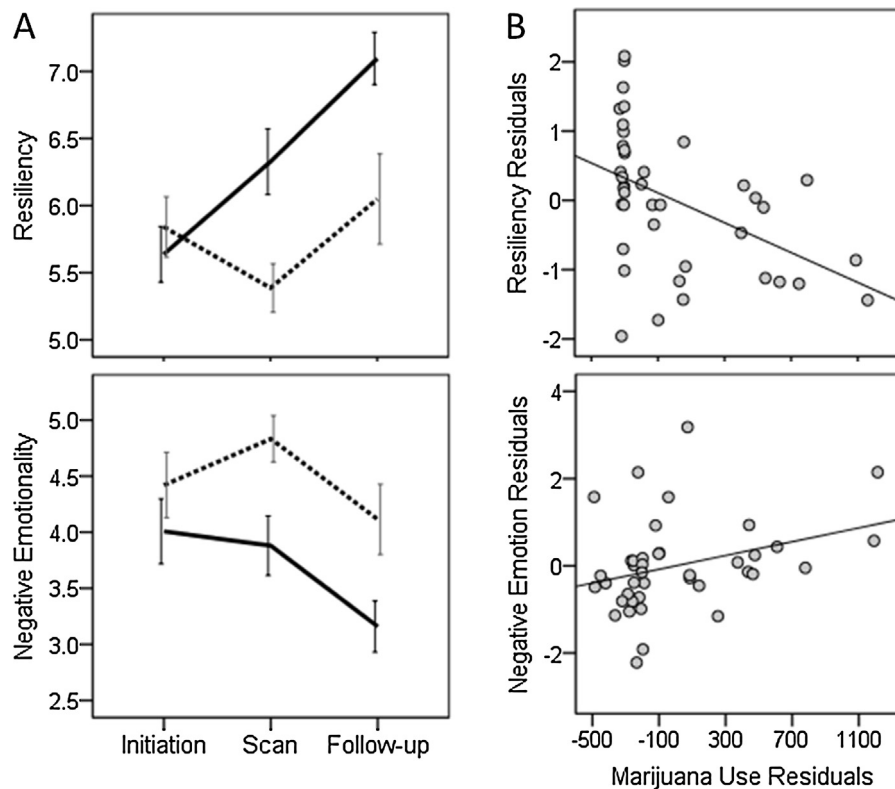 A
7.0
6.5
6.0
5.5
5.0
Resiliency
5.0
4.5
4.0
3.5
3.0
2.5
Negative Emotionality
Initiation Scan Follow-up
B
2
1
0
-1
-2
Resiliency Residuals
4
2
0
-2
Negative Emotion Residuals
-500 -100 300 700 1100
Marijuana Use Residuals